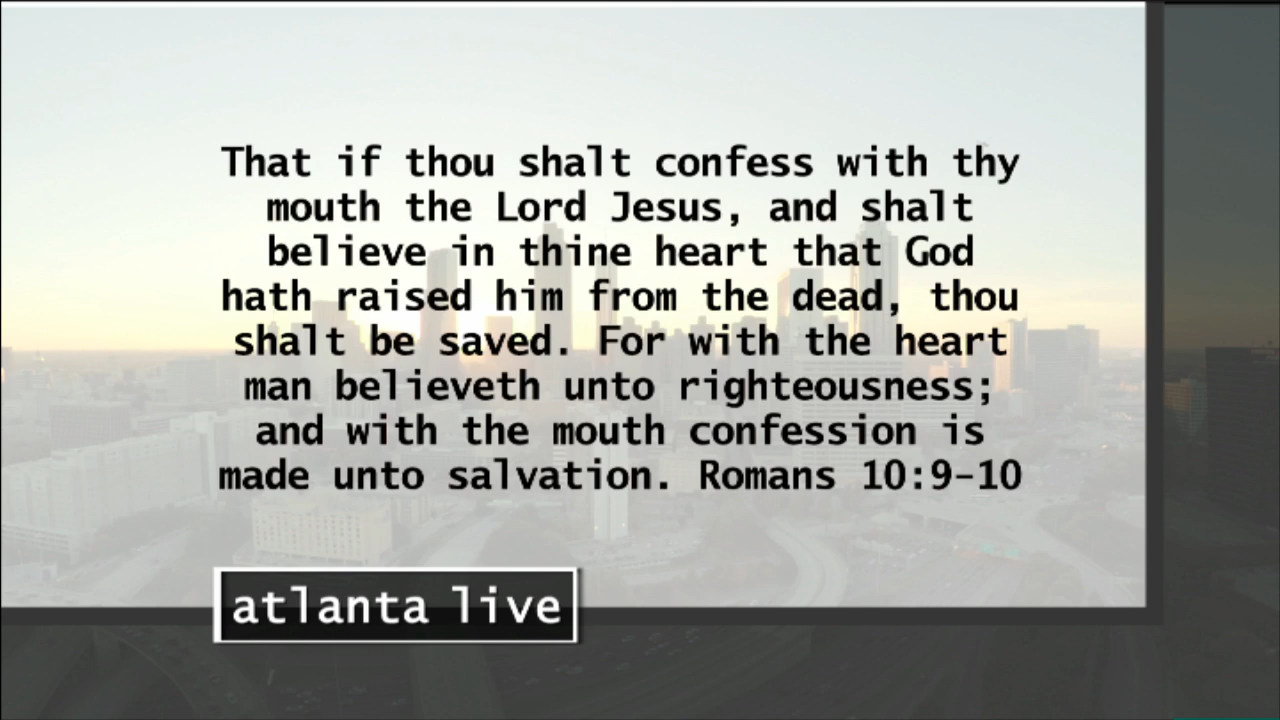 That if thou shalt confess with thy
mouth the Lord Jesus, and shalt
believe in thine heart that God
hath raised him from the dead, thou
shalt be saved. For with the heart
man believeth unto righteousness;
and with the mouth confession is
made unto salvation. Romans 10:9-10
atlanta live